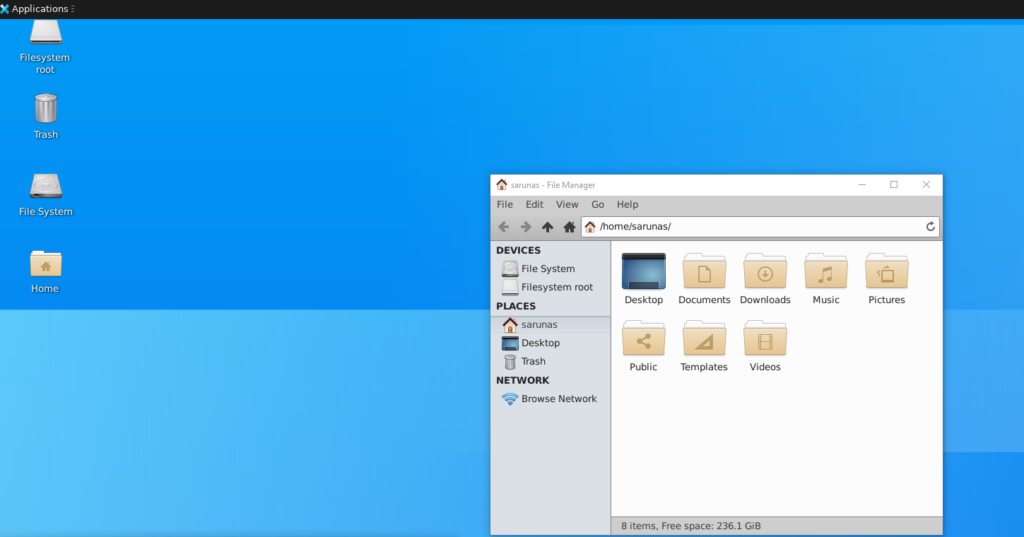 Applications
Filesystem
root
Trash
File System
Home
sarunas - File Manager
File Edit View Go Help
/home/sarunas/
DEVICES
File System
Filesystem root
PLACES
sarunas
Desktop
Trash
NETWORK
Browse Network
Desktop Documents Downloads Music Pictures
Public Templates Videos
8 items, Free space: 236.1 GiB